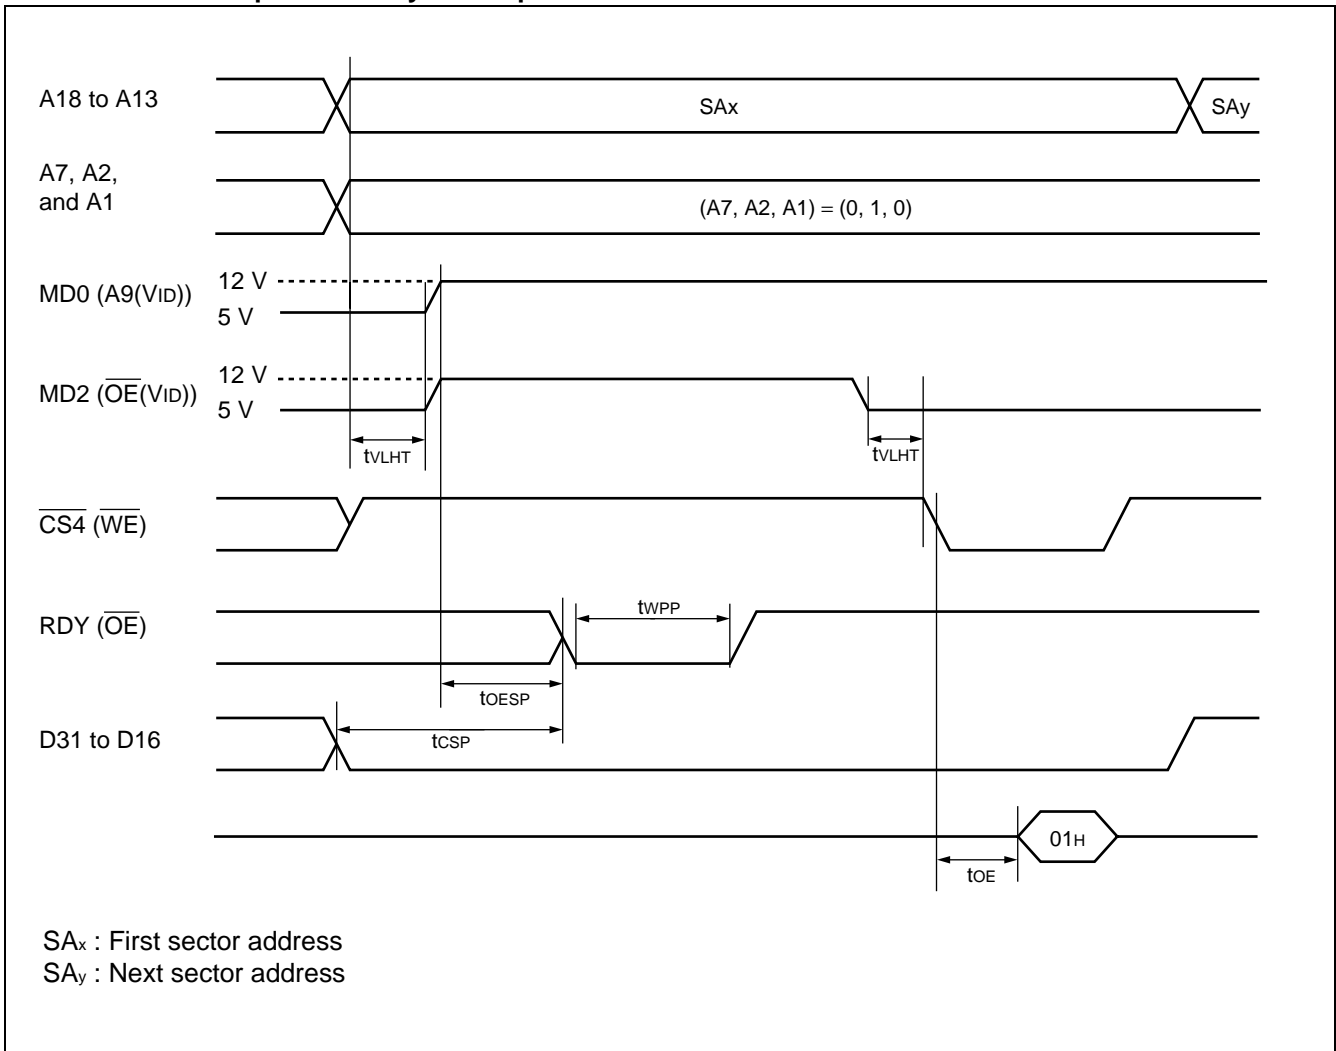 A18 to A13
SAx
SAy
A7, A2,
and A1
(A7, A2, A1) = (0, 1, 0)
MD0 (A9(VID))
12 V
5 V
MD2 (OE(VID))
12 V
5 V
tVLHT
tVLHT
CS4 (WE)
RDY (OE)
tWPP
tOESP
D31 to D16
tCSP
01H
tOE
SAx : First sector address
SAy : Next sector address